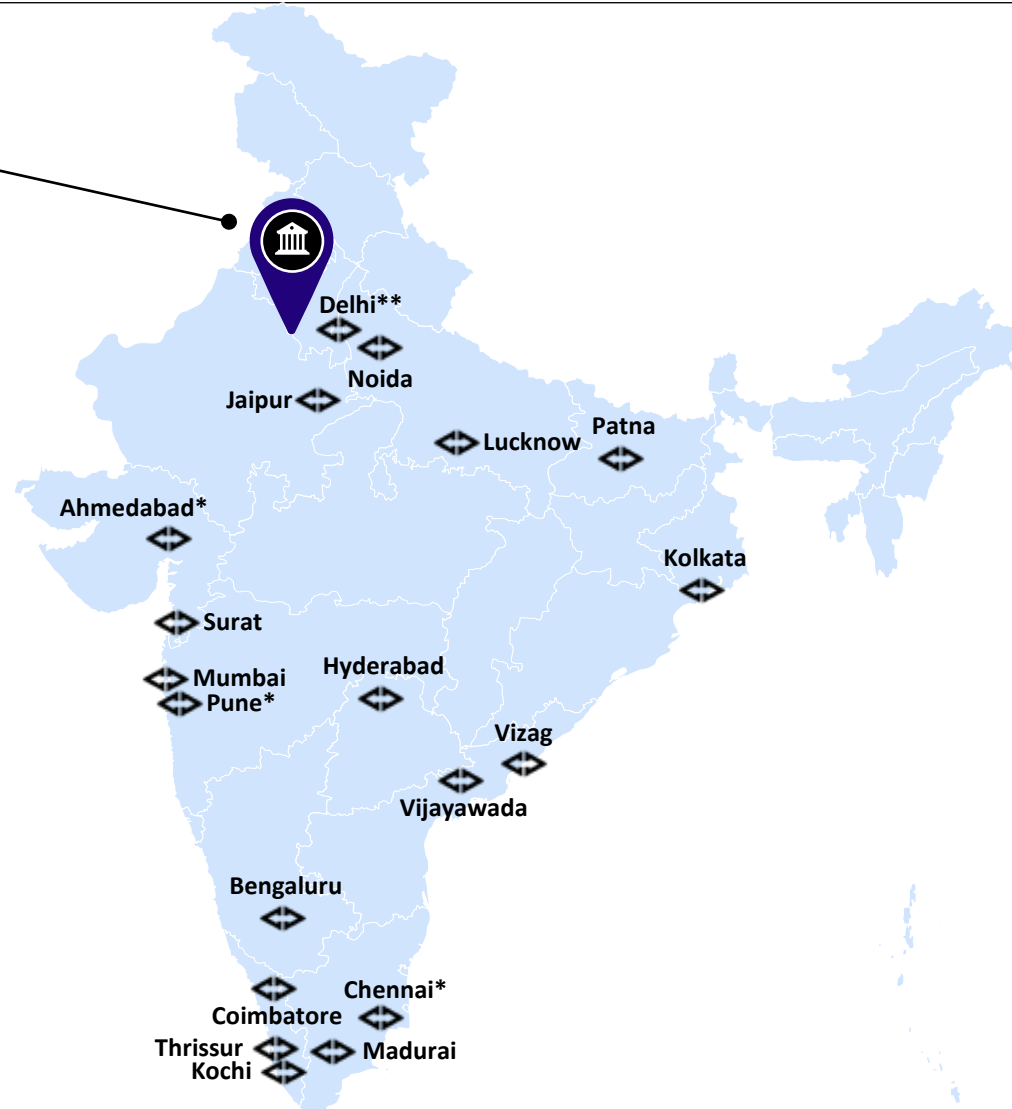 Delhi**
Noida
Jaipur
Patna
Lucknow
Ahmedabad*
Kolkata
Surat
Hyderabad
Mumbai
Pune*
Vizag
Vijayawada
Bengaluru
Chennai*
Coimbatore
Thrissur
Madurai
Kochi